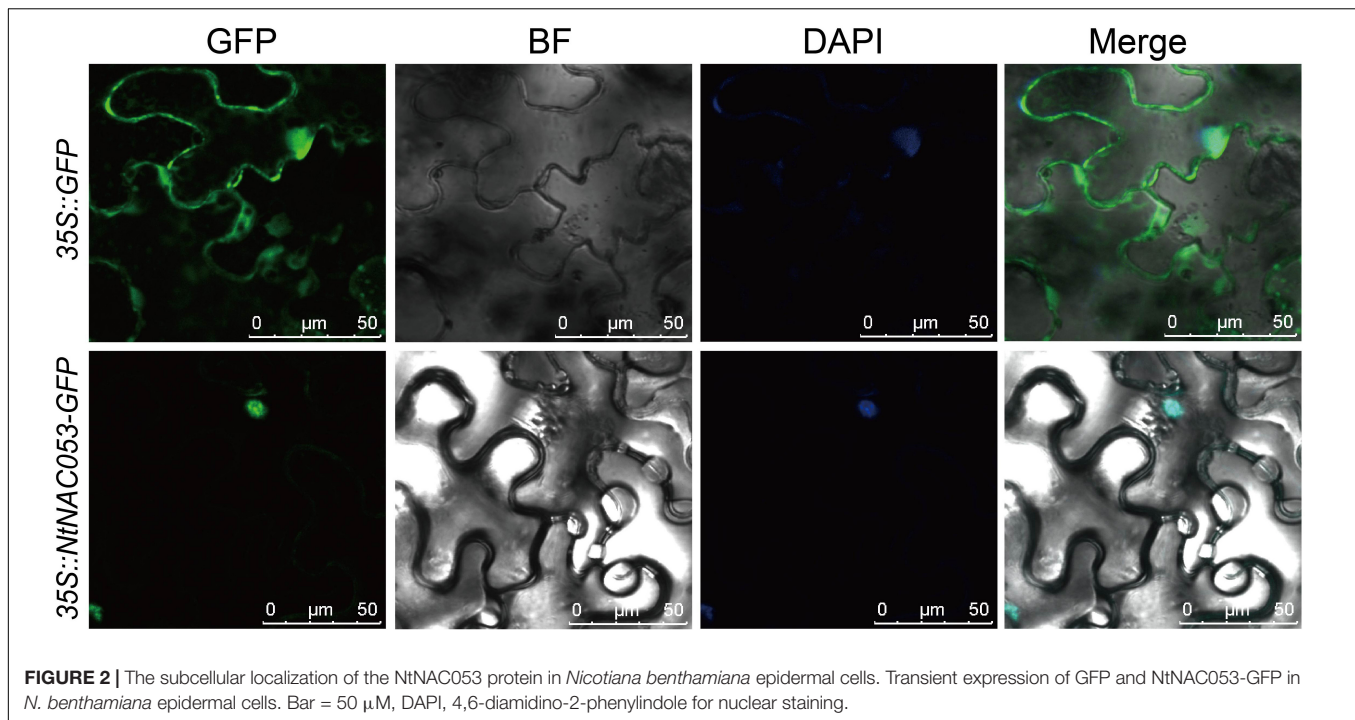 GFP BF DAPI Merge
35S::GFP
0 µm 50
0 µm 50
0 µm 50
0 µm 50
35S::NtNAC053-GFP
0 µm 50
0 µm 50
0 µm 50
0 µm 50
FIGURE 2 | The subcellular localization of the NtNAC053 protein in Nicotiana benthamiana epidermal cells. Transient expression of GFP and NtNAC053-GFP in
N. benthamiana epidermal cells. Bar = 50 μM, DAPI, 4,6-diamidino-2-phenylindole for nuclear staining.